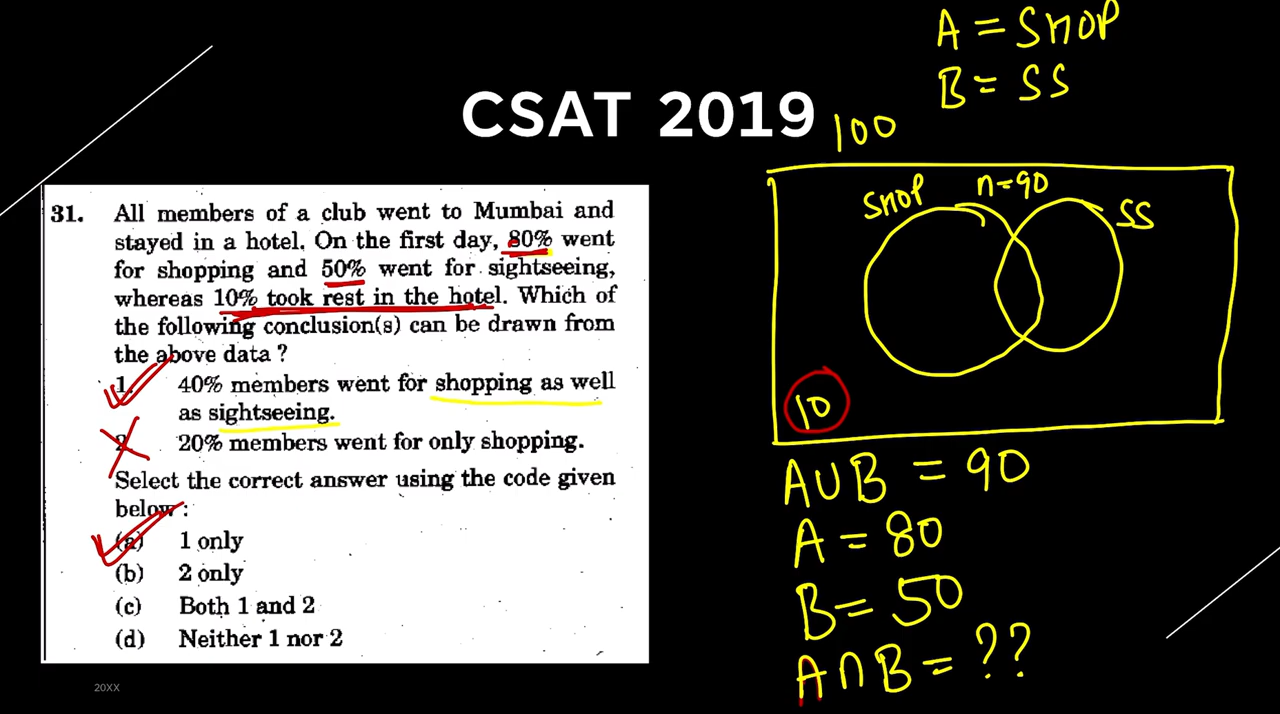 A = Shop
B = SS
CSAT 2019
100
Shop
n=90
SS
10
31. All members of a club went to Mumbai and
stayed in a hotel. On the first day, 80% went
for shopping and 50% went for sightseeing,
whereas 10% took rest in the hotel. Which of
the following conclusion(s) can be drawn from
the above data ?
1. 40% members went for shopping as well
as sightseeing.
2. 20% members went for only shopping.
Select the correct answer using the code given
below :
(a) 1 only
(b) 2 only
(c) Both 1 and 2
(d) Neither 1 nor 2
A∪B = 90
A = 80
B = 50
A∩B = ??
20XX